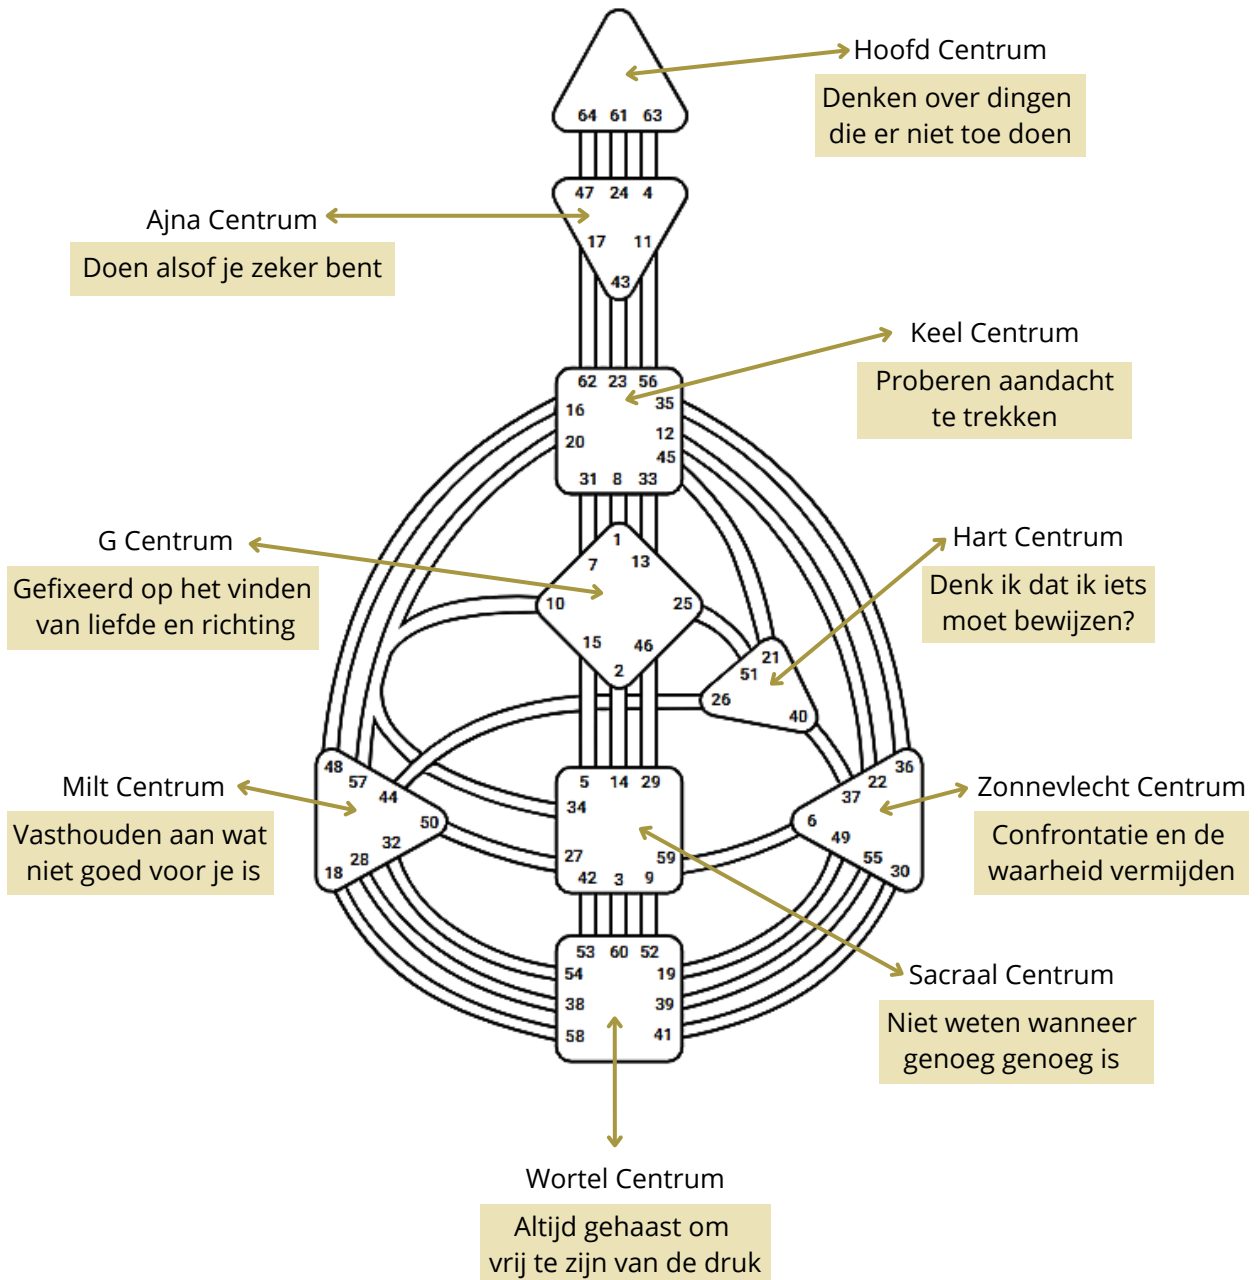 Hoofd Centrum
Denken over dingen
die er niet toe doen
64 61 63
47 24 4
17 11
43
Ajna Centrum
Doen alsof je zeker bent
Keel Centrum
Proberen aandacht
te trekken
62 23 56
16 35
20 12
45
31 8 33
G Centrum
Gefixeerd op het vinden
van liefde en richting
1
7 13
10 25
15 46
2
Hart Centrum
Denk ik dat ik iets
moet bewijzen?
21
51
26 40
Milt Centrum
Vasthouden aan wat
niet goed voor je is
48
57
44
50
32
28
18
5 14 29
34
27 59
42 3 9
36
22
37
6
49
55
30
Zonnevlecht Centrum
Confrontatie en de
waarheid vermijden
Sacraal Centrum
Niet weten wanneer
genoeg genoeg is
53 60 52
54 19
38 39
58 41
Wortel Centrum
Altijd gehaast om
vrij te zijn van de druk